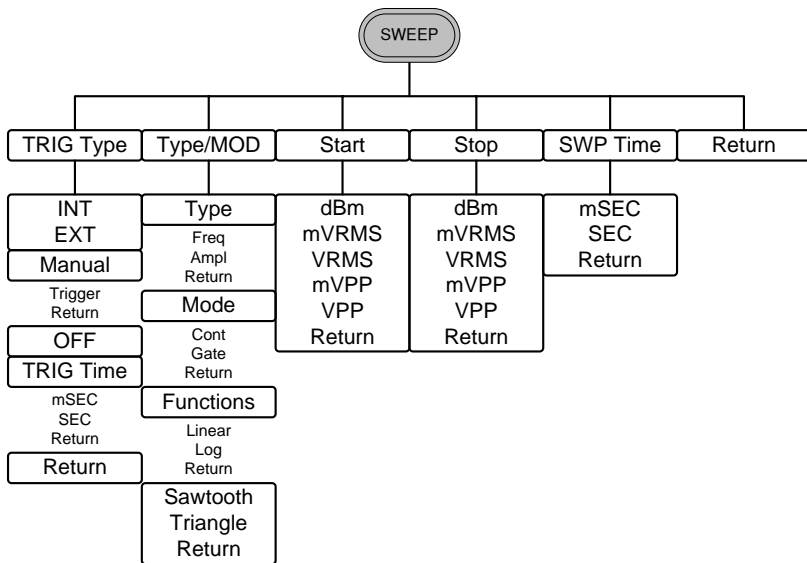 SWEEP
TRIG Type
Type/MOD
Start
Stop
SWP Time
Return
INT
EXT
Manual
Trigger
Return
OFF
TRIG Time
mSEC
SEC
Return
Return
Type
Freq
Ampl
Return
Mode
Cont
Gate
Return
Functions
Linear
Log
Return
Sawtooth
Triangle
Return
dBm
mVRMS
VRMS
mVPP
VPP
Return
dBm
mVRMS
VRMS
mVPP
VPP
Return
mSEC
SEC
Return